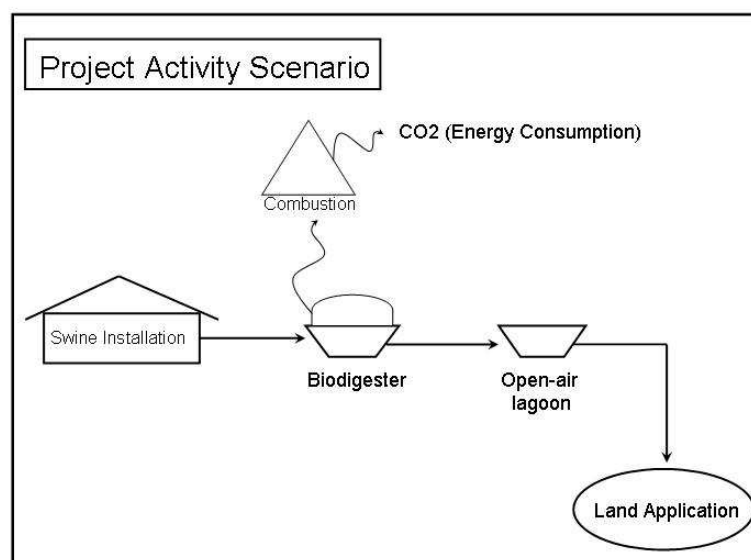 Project Activity Scenario
CO2 (Energy Consumption)
Combustion
Swine Installation
Biodigester
Open-air
lagoon
Land Application